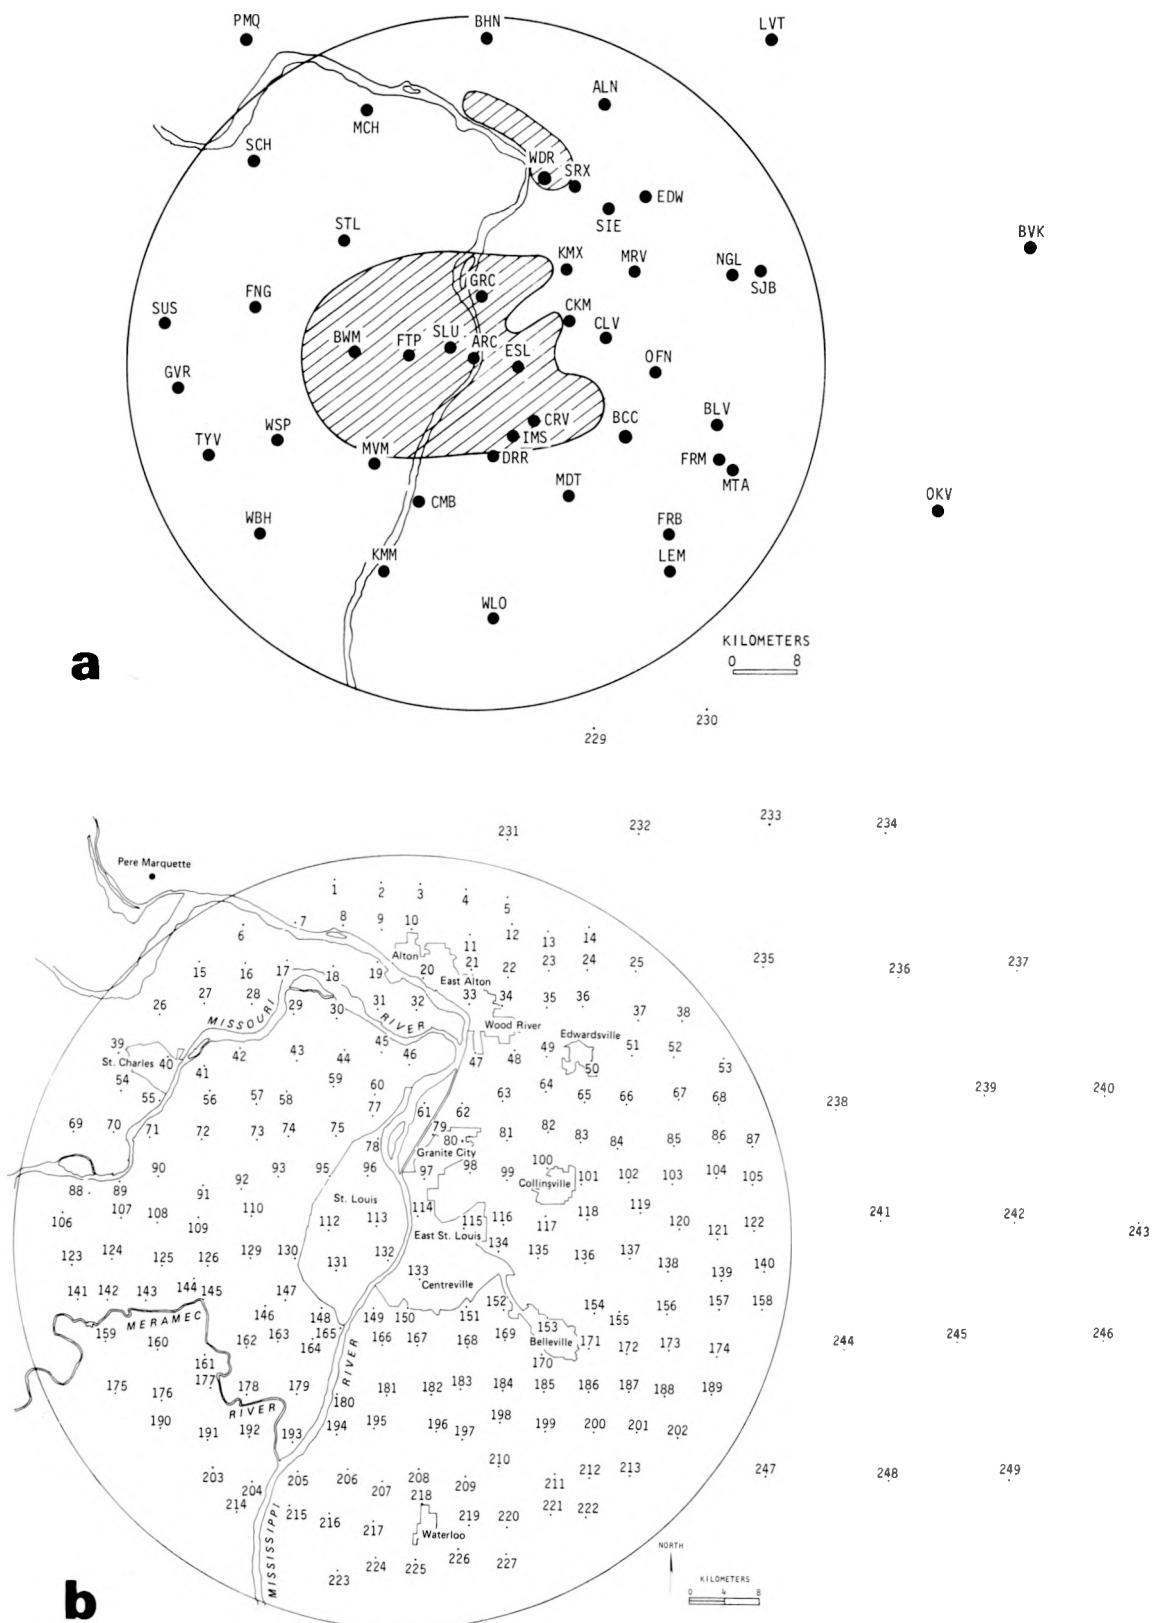 PMQ BHN LVT
ALN
MCH
SCH
WDR SRX
EDW
SIE
STL
BVK
KMX MRV NGL SJB
GRC
FNG
SUS
CKM
CLV
BWM FTP SLU ARC ESL
OFN
GVR
CRV BCC BLV
WSP IMS
TYV
MVM DRR FRM
MTA
MDT
CMB OKV
WBH FRB
KMM LEM
WLO
KILOMETERS
0 8
a
230
229
233
231 232 234
Pere Marquette
1 2 3 4 5
7 8 9 10
6 11 12 13 14
Alton
15 16 17 18 19 20 21 22 23 24 25 235 236 237
East Alton
26 27 28 29 30 31 32 33 34 35 36 37 38
MISSOURI RIVER
Wood River
Edwardsville
39 40 41 42 43 44 45 46 47 48 49 50 51 52 53
St. Charles
54 55 56 57 58 59 60 61 62 63 64 65 66 67 68 238 239 240
69 70 71 72 73 74 75 77 78 79 80 81 82 83 84 85 86 87
Granite City
88 89 90 91 92 93 95 96 97 98 99 100 101 102 103 104 105
Collinsville
St. Louis
106 107 108 109 110 112 113 114 115 116 117 118 119 120 121 122 241 242 243
East St. Louis
123 124 125 126 129 130 131 132 133 134 135 136 137 138 139 140
Centreville
141 142 143 144 145 146 147 148 149 150 151 152 153 154 155 156 157 158
MERAMEC
RIVER
Belleville
159 160 161 162 163 164 165 166 167 168 169 170 171 172 173 174 244 245 246
175 176 177 178 179 180 181 182 183 184 185 186 187 188 189
RIVER
190 191 192 193 194 195 196 197 198 199 200 201 202
203 204 205 206 207 208 209 210 211 212 213 247 248 249
214 215 216 217 218 219 220 221 222
MISSISSIPPI
Waterloo
223 224 225 226 227
NORTH
KILOMETERS
0 4 8
b